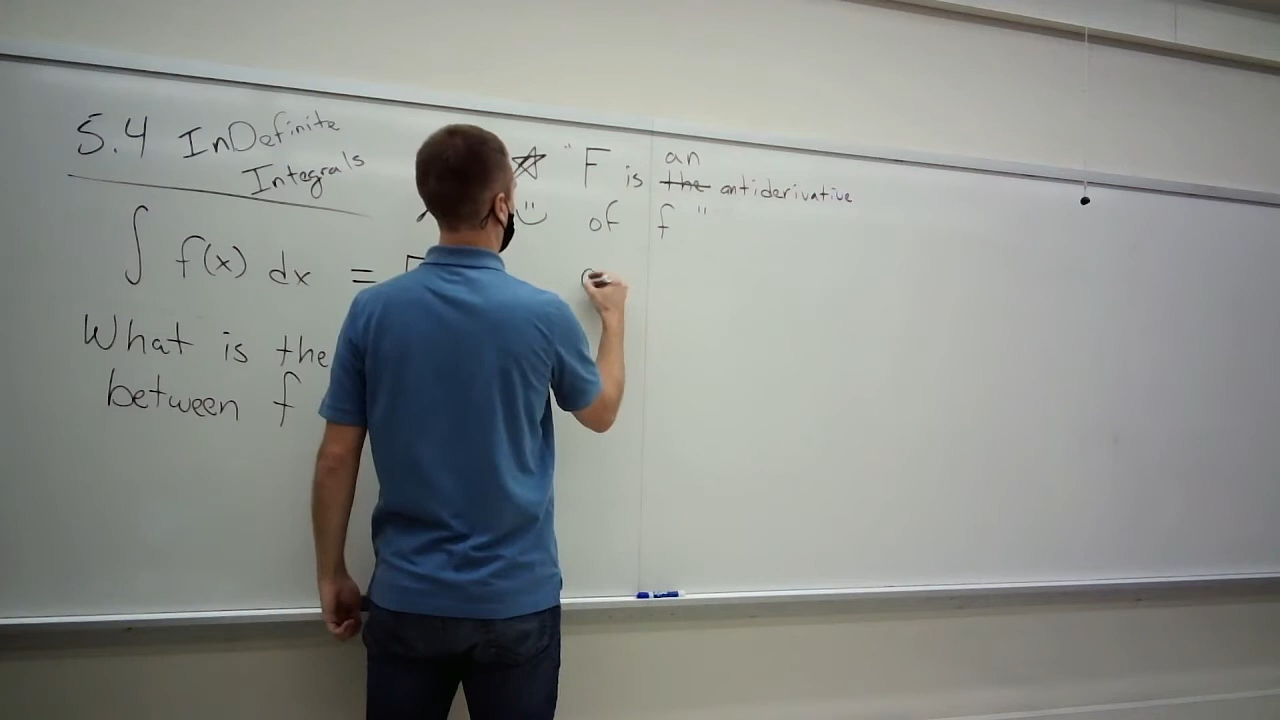 5.4 InDefinite
Integrals
∫ f(x) dx =
What is the
between f
"F is an
the antiderivative
of f"